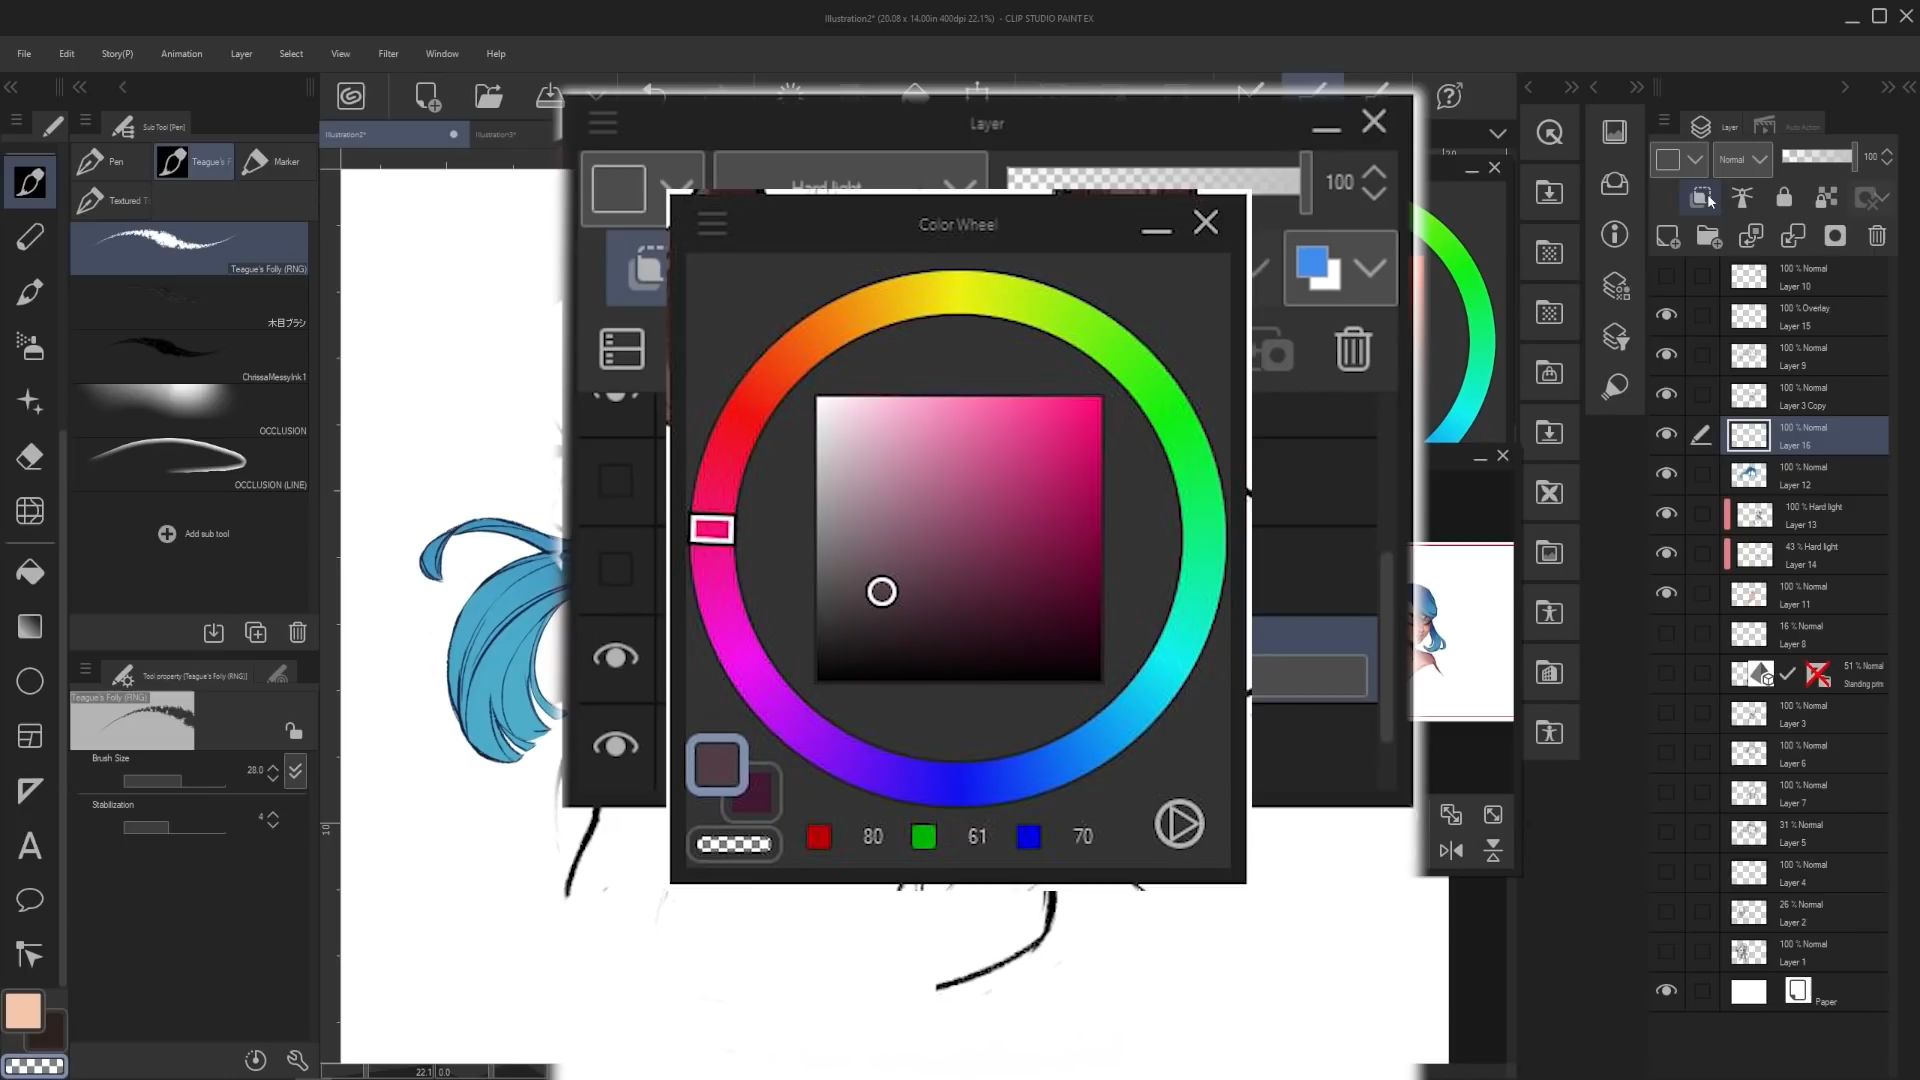 Illustration2* (20.08 x 14.00in 400dpi 22.1%) - CLIP STUDIO PAINT EX
File Edit Story(P) Animation Layer Select View Filter Window Help
Sub Tool [Pen]
Pen Teague's F Marker
Textured T
Teague's Folly (RNG)
木目ブラシ
ChrissaMessyInk1
OCCLUSION
OCCLUSION (LINE)
Add sub tool
Tool property [Teague's Folly (RNG)]
Teague's Folly (RNG)
Brush Size
28.0
Stabilization
4
Illustration2* Illustration3*
10
22.1 0.0
Layer
Hard light 100
Color Wheel
80 61 70
Layer Auto Action
Normal 100
100 % Normal
Layer 10
100 % Overlay
Layer 15
100 % Normal
Layer 9
100 % Normal
Layer 3 Copy
100 % Normal
Layer 16
100 % Normal
Layer 12
100 % Hard light
Layer 13
43 % Hard light
Layer 14
100 % Normal
Layer 11
16 % Normal
Layer 8
51 % Normal
Standing prim
100 % Normal
Layer 3
100 % Normal
Layer 6
100 % Normal
Layer 7
31 % Normal
Layer 5
100 % Normal
Layer 4
26 % Normal
Layer 2
100 % Normal
Layer 1
Paper